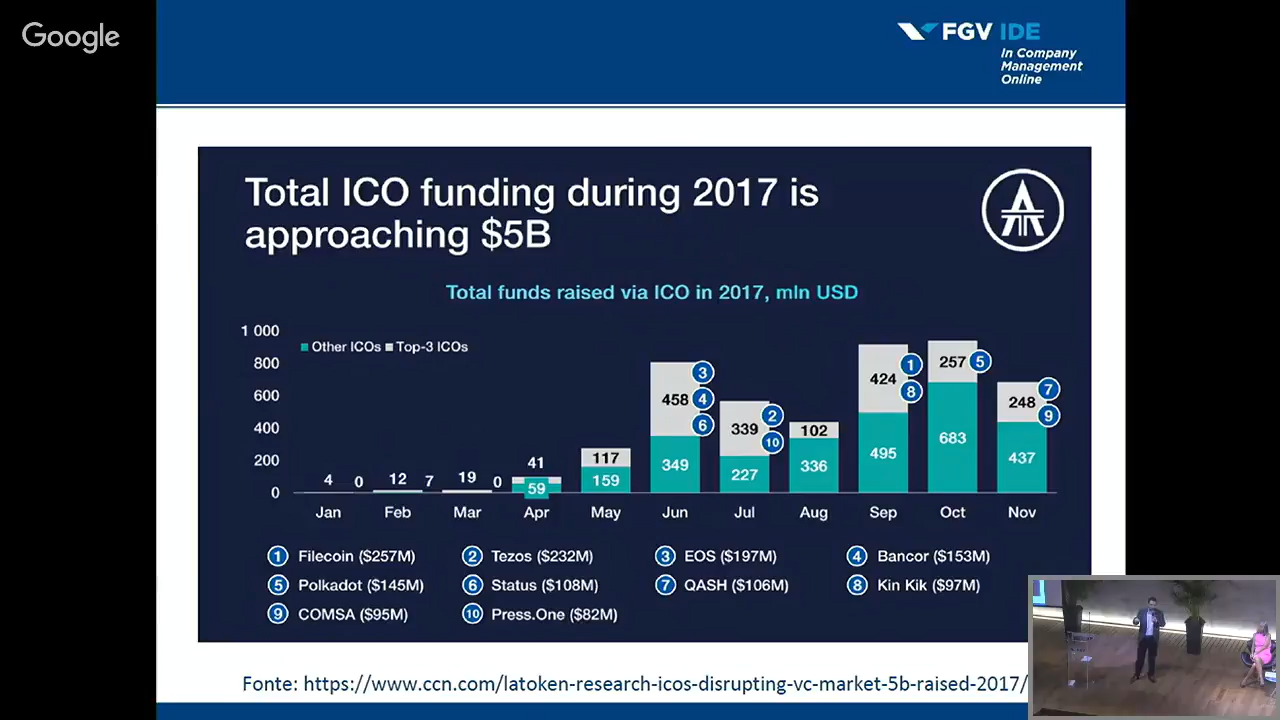 Google
FGV IDE
In Company
Management
Online
Total ICO funding during 2017 is
approaching $5B
Total funds raised via ICO in 2017, mln USD
Other ICOs Top-3 ICOs
1 000
800
600
400
200
0
4 0 12 7 19 0 41 59 117 159 458 349 339 227 102 336 424 495 257 683 248 437
3 4 6 2 10 1 8 5 7 9
Jan Feb Mar Apr May Jun Jul Aug Sep Oct Nov
1 Filecoin ($257M) 2 Tezos ($232M) 3 EOS ($197M) 4 Bancor ($153M)
5 Polkadot ($145M) 6 Status ($108M) 7 QASH ($106M) 8 Kin Kik ($97M)
9 COMSA ($95M) 10 Press.One ($82M)
Fonte: https://www.ccn.com/latoken-research-icos-disrupting-vc-market-5b-raised-2017/